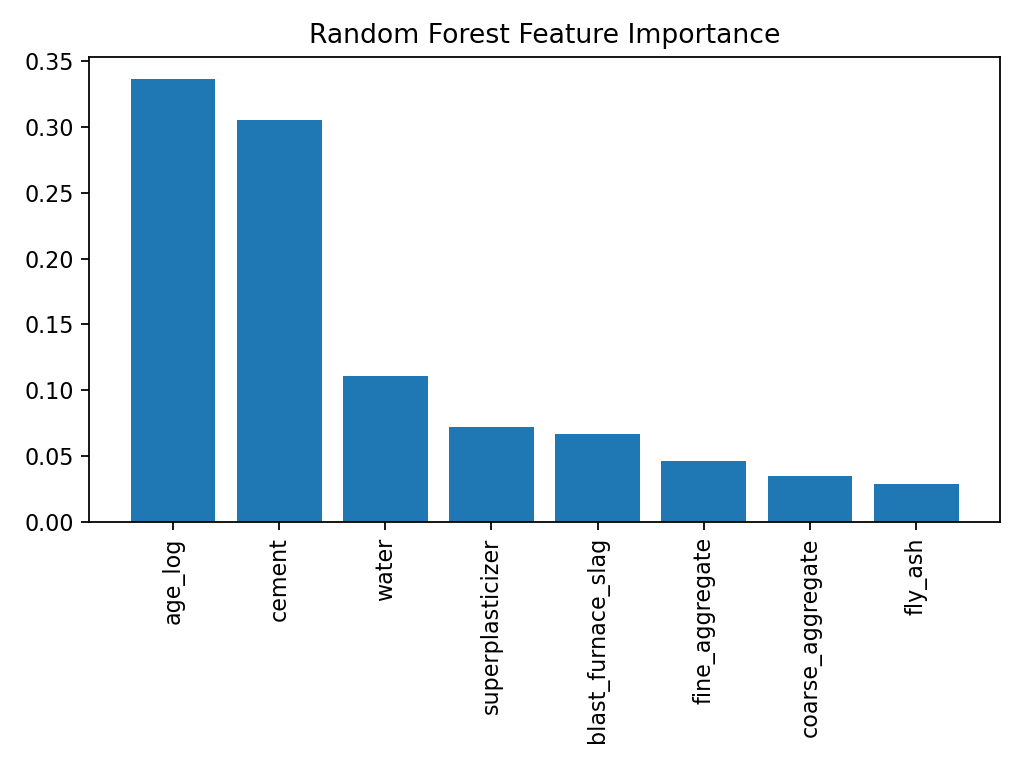 Random Forest Feature Importance
0.35
0.30
0.25
0.20
0.15
0.10
0.05
0.00
age_log
cement
water
superplasticizer
blast_furnace_slag
fine_aggregate
coarse_aggregate
fly_ash